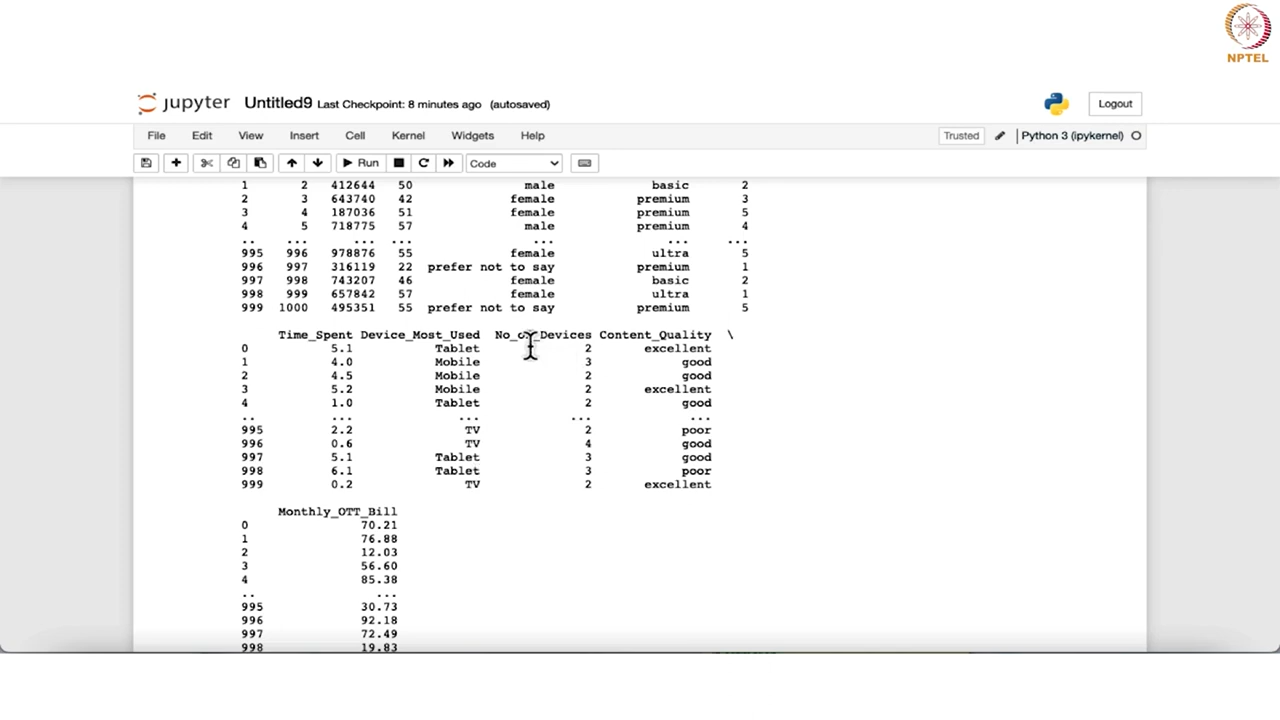 NPTEL
jupyter Untitled9 Last Checkpoint: 8 minutes ago (autosaved)
Logout
File Edit View Insert Cell Kernel Widgets Help
Trusted Python 3 (ipykernel)
Run Code
1 2 412644 50 male basic 2
2 3 643740 42 female premium 3
3 4 187036 51 female premium 5
4 5 718775 57 male premium 4
.. ... ... ... ... ... ...
995 996 978876 55 female ultra 5
996 997 316119 22 prefer not to say premium 1
997 998 743207 46 female basic 2
998 999 657842 57 female ultra 1
999 1000 495351 55 prefer not to say premium 5
Time_Spent Device_Most_Used No_of_Devices Content_Quality \
0 5.1 Tablet 2 excellent
1 4.0 Mobile 3 good
2 4.5 Mobile 2 good
3 5.2 Mobile 2 excellent
4 1.0 Tablet 2 good
.. ... ... ... ...
995 2.2 TV 2 poor
996 0.6 TV 4 good
997 5.1 Tablet 3 good
998 6.1 Tablet 3 poor
999 0.2 TV 2 excellent
Monthly_OTT_Bill
0 70.21
1 76.88
2 12.03
3 56.60
4 85.38
.. ...
995 30.73
996 92.18
997 72.49
998 19.83